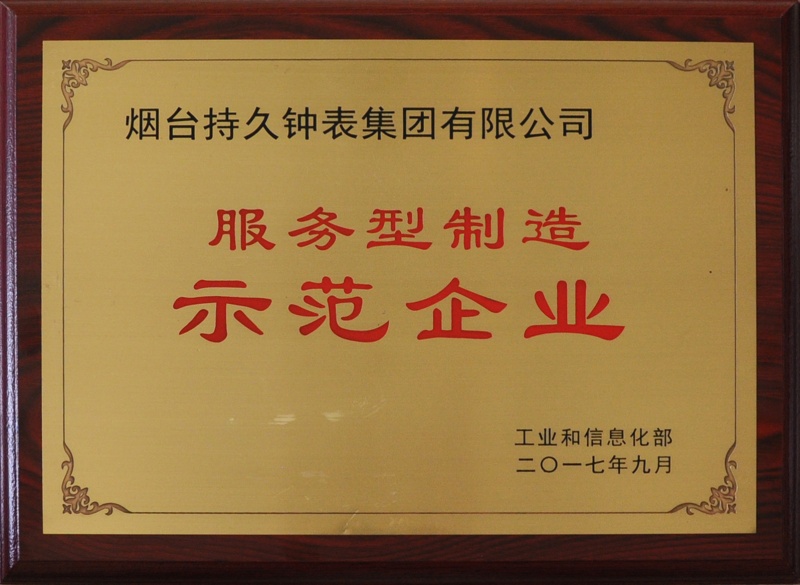 烟台持久钟表集团有限公司
服务型制造
示范企业
工业和信息化部
二〇一七年九月